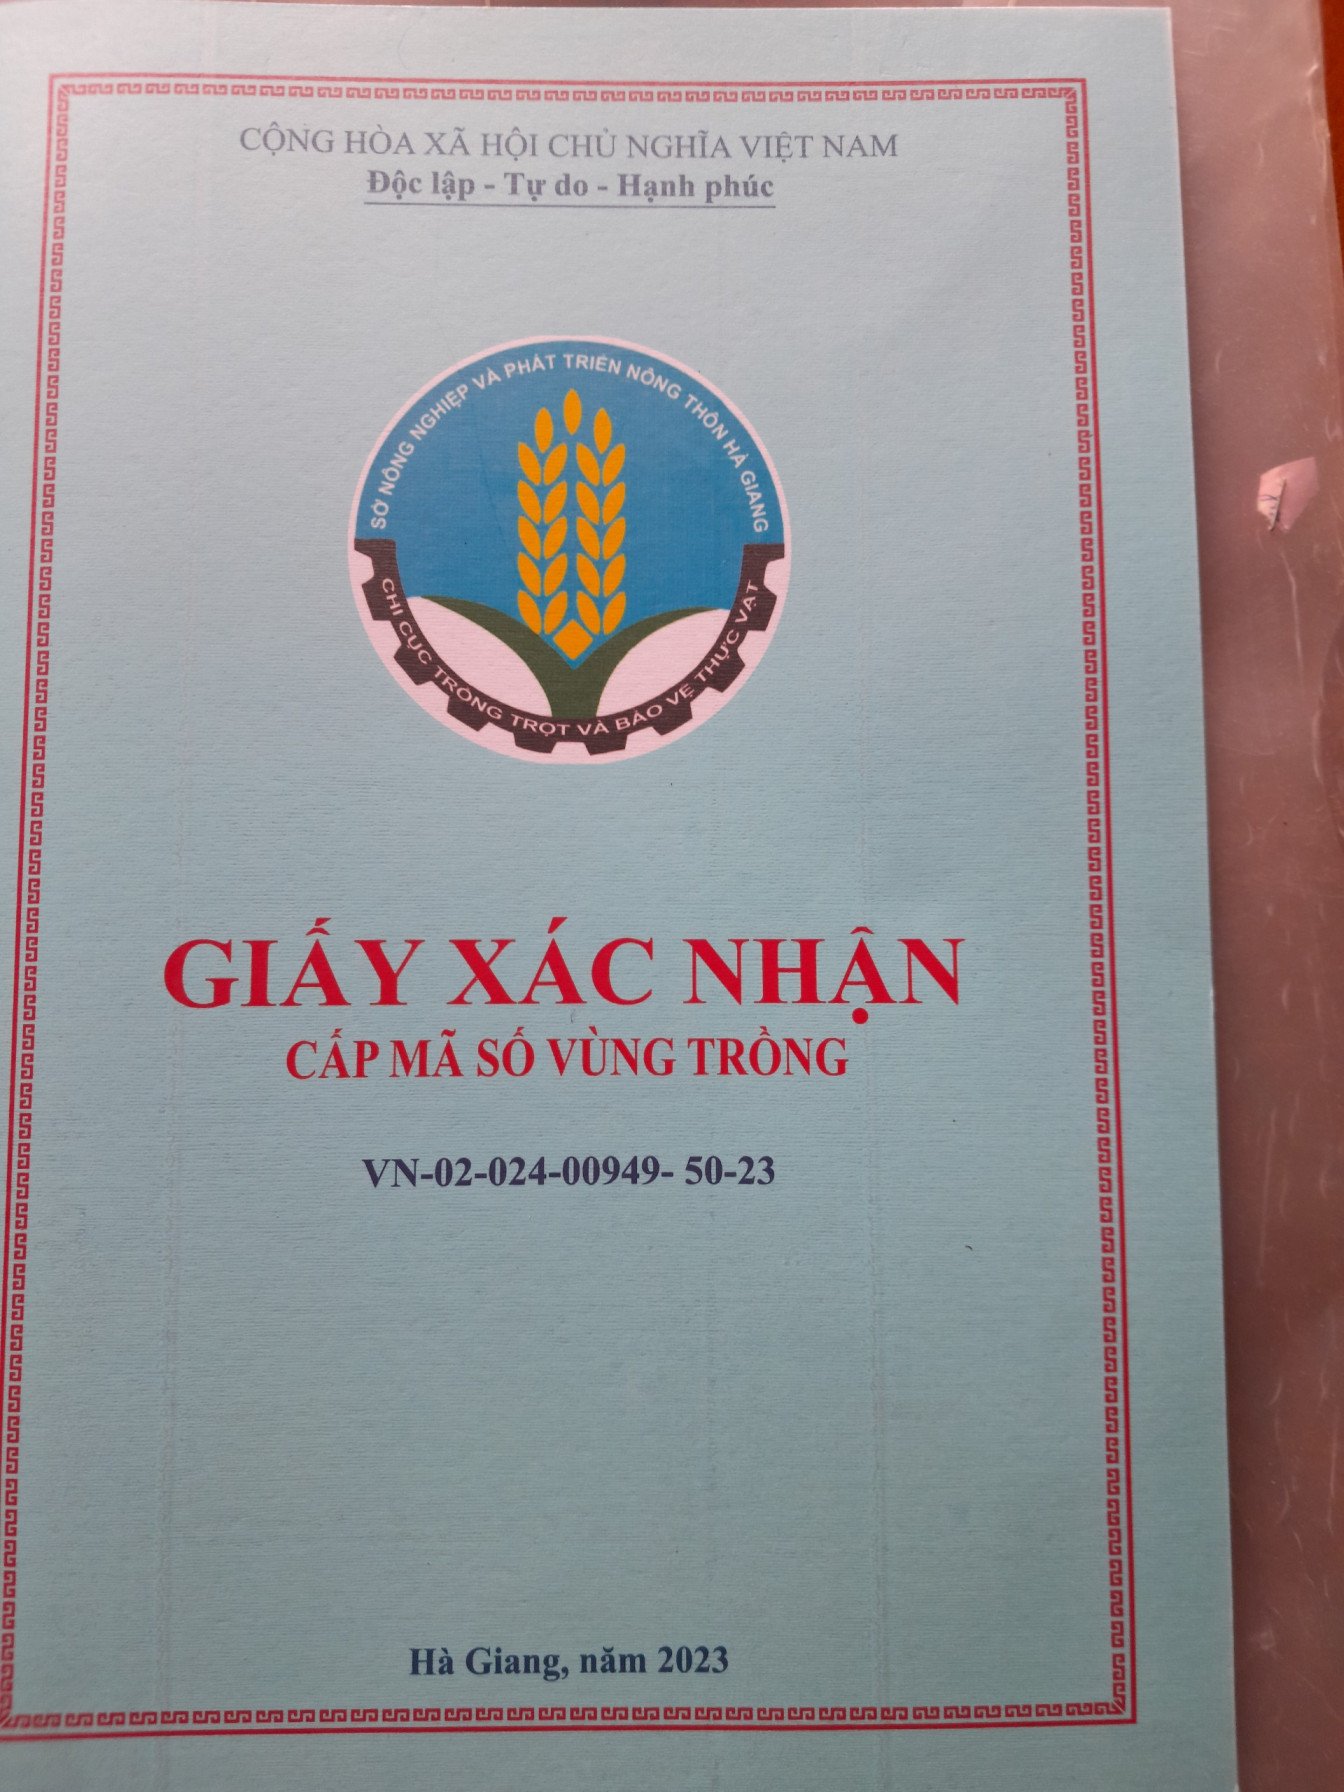 CỘNG HÒA XÃ HỘI CHỦ NGHĨA VIỆT NAM
Độc lập - Tự do - Hạnh phúc
SỞ NÔNG NGHIỆP VÀ PHÁT TRIỂN NÔNG THÔN HÀ GIANG
CHI CỤC TRỒNG TRỌT VÀ BẢO VỆ THỰC VẬT
GIẤY XÁC NHẬN
CẤP MÃ SỐ VÙNG TRỒNG
VN-02-024-00949- 50-23
Hà Giang, năm 2023